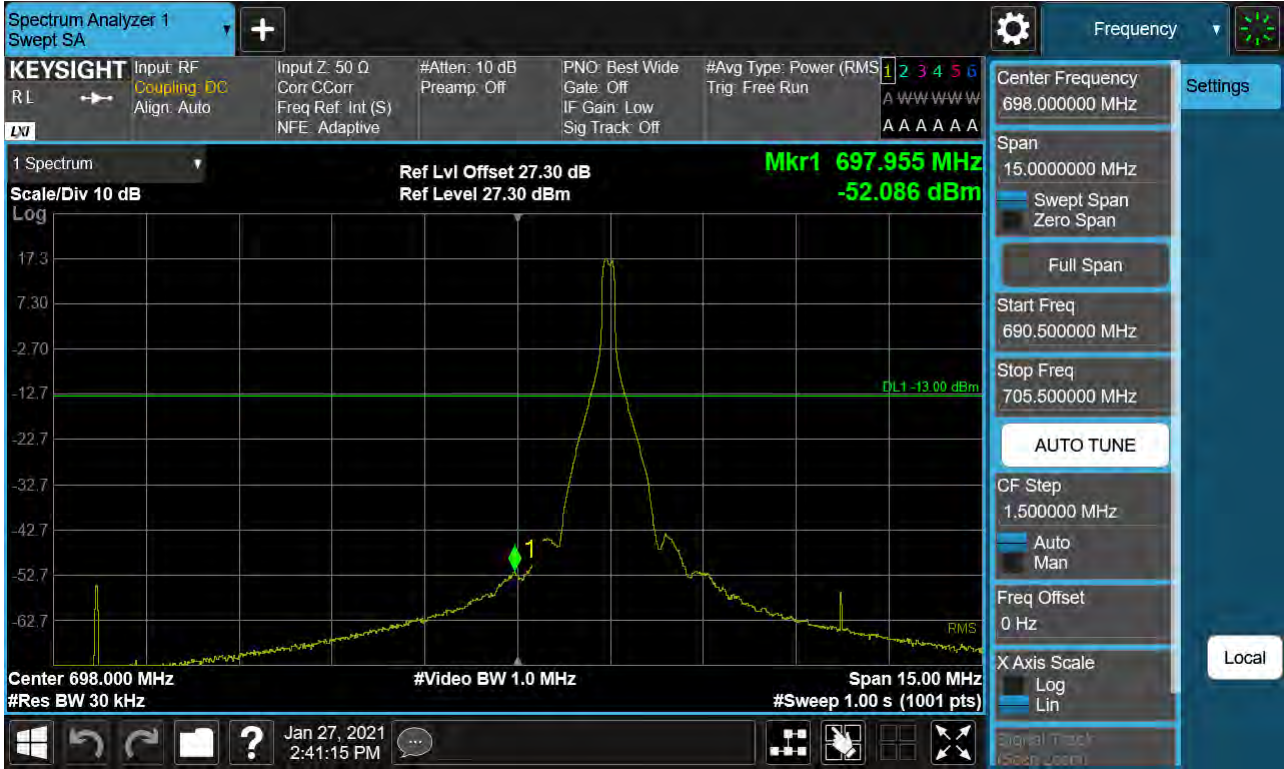 Spectrum Analyzer 1
Swept SA
+
Frequency
KEYSIGHT
RL
LXI
Input: RF
Coupling: DC
Align: Auto
Input Z: 50 Ω
Corr CCorr
Freq Ref: Int (S)
NFE: Adaptive
#Atten: 10 dB
Preamp: Off
PNO: Best Wide
Gate: Off
IF Gain: Low
Sig Track: Off
#Avg Type: Power (RMS
Trig: Free Run
1 2 3 4 5 6
A W W W W W
A A A A A A
1 Spectrum
Scale/Div 10 dB
Log
Ref Lvl Offset 27.30 dB
Ref Level 27.30 dBm
Mkr1 697.955 MHz
-52.086 dBm
17.3
7.30
-2.70
-12.7
-22.7
-32.7
-42.7
-52.7
-62.7
DL1 -13.00 dBm
1
RMS
Center 698.000 MHz
#Res BW 30 kHz
#Video BW 1.0 MHz
Span 15.00 MHz
#Sweep 1.00 s (1001 pts)
Center Frequency
698.000000 MHz
Settings
Span
15.0000000 MHz
Swept Span
Zero Span
Full Span
Start Freq
690.500000 MHz
Stop Freq
705.500000 MHz
AUTO TUNE
CF Step
1.500000 MHz
Auto
Man
Freq Offset
0 Hz
X Axis Scale
Log
Lin
Signal Track
(Span Zoom)
Local
?
Jan 27, 2021
2:41:15 PM